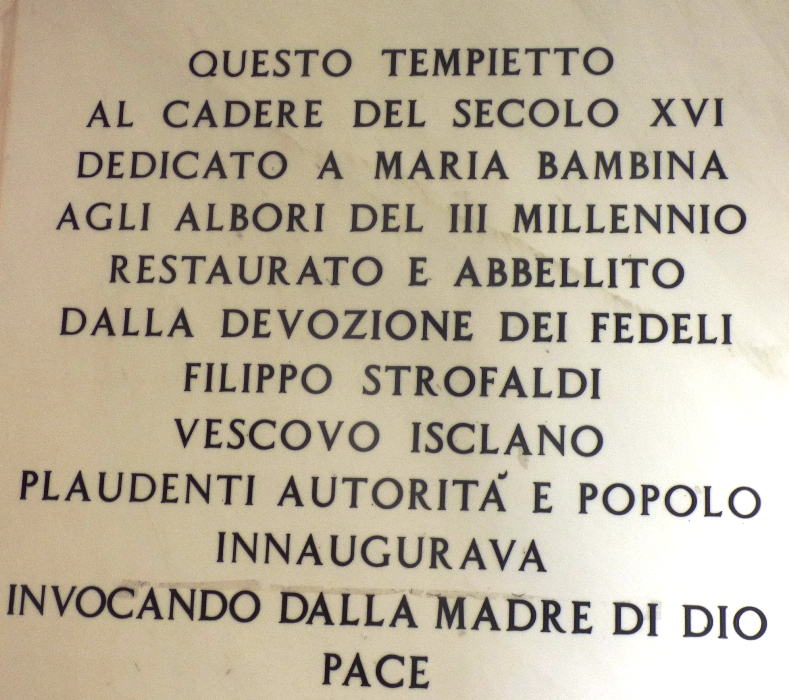 QUESTO TEMPIETTO
AL CADERE DEL SECOLO XVI
DEDICATO A MARIA BAMBINA
AGLI ALBORI DEL III MILLENNIO
RESTAURATO E ABBELLITO
DALLA DEVOZIONE DEI FEDELI
FILIPPO STROFALDI
VESCOVO ISCLANO
PLAUDENTI AUTORITÁ E POPOLO
INNAUGURAVA
INVOCANDO DALLA MADRE DI DIO
PACE